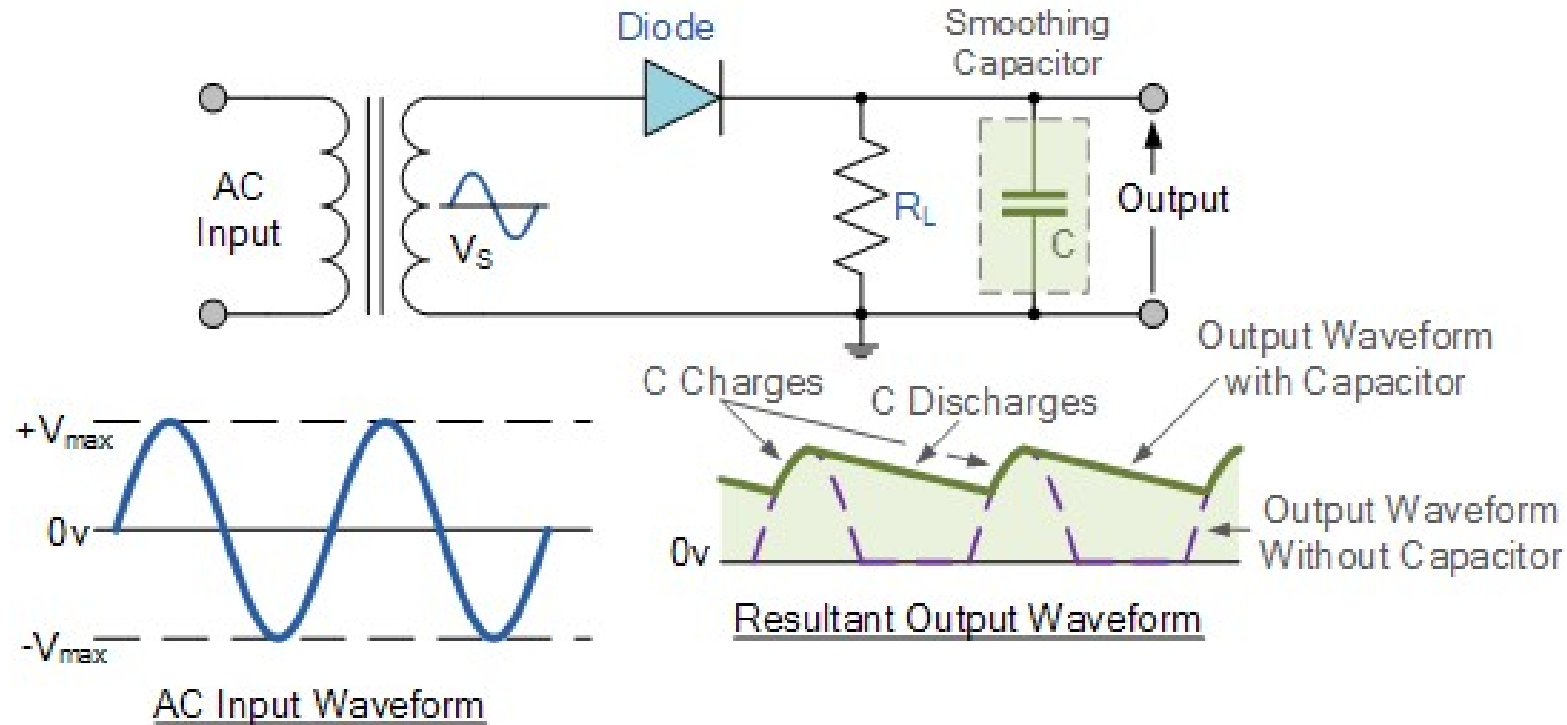 Diode
Smoothing
Capacitor
AC
Input
VS
RL
C
Output
Output Waveform
with Capacitor
C Charges
C Discharges
+Vmax
0v
-Vmax
0v
Output Waveform
Without Capacitor
Resultant Output Waveform
AC Input Waveform